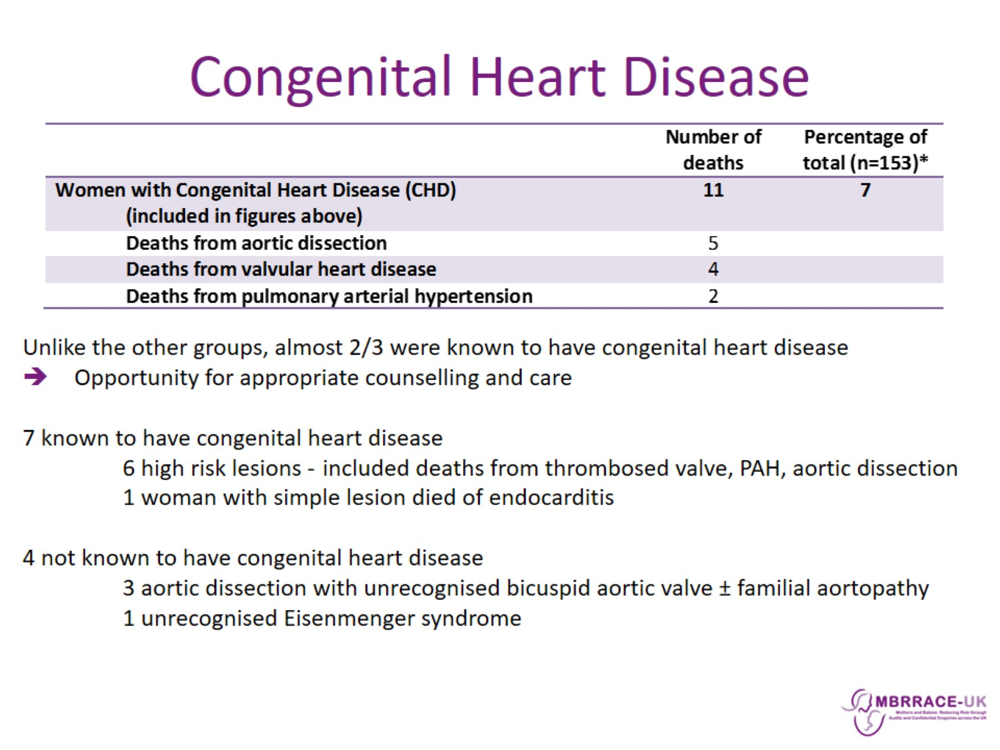 Congenital Heart Disease
Number of deaths
Percentage of total (n=153)*
Women with Congenital Heart Disease (CHD) 11 7
(included in figures above)
Deaths from aortic dissection 5
Deaths from valvular heart disease 4
Deaths from pulmonary arterial hypertension 2
Unlike the other groups, almost 2/3 were known to have congenital heart disease
➔ Opportunity for appropriate counselling and care
7 known to have congenital heart disease
6 high risk lesions - included deaths from thrombosed valve, PAH, aortic dissection
1 woman with simple lesion died of endocarditis
4 not known to have congenital heart disease
3 aortic dissection with unrecognised bicuspid aortic valve ± familial aortopathy
1 unrecognised Eisenmenger syndrome
MBRRACE-UK
Mothers and Babies: Reducing Risk through
Audits and Confidential Enquiries across the UK